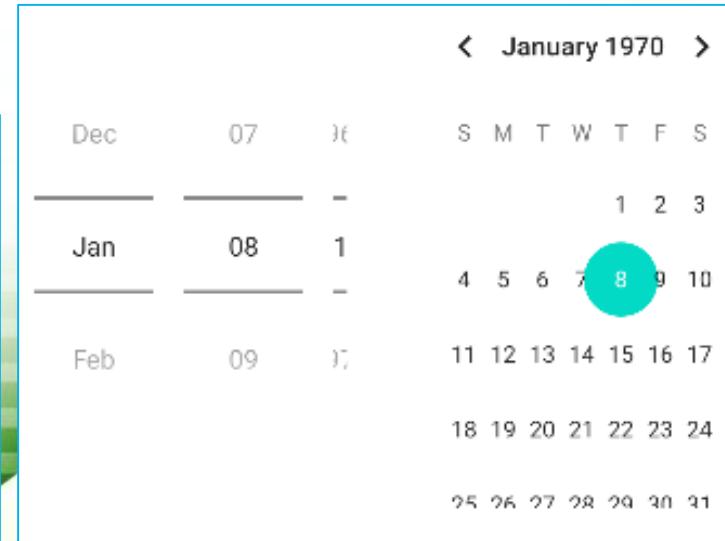 January 1970
Dec 07
S M T W T F S
1 2 3
Jan 08 1
4 5 6 7 8 9 10
Feb 09
11 12 13 14 15 16 17
18 19 20 21 22 23 24
25 26 27 28 29 30 31